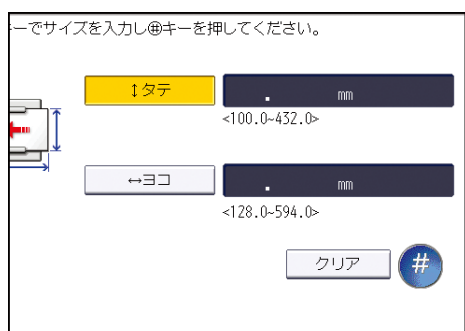 ーでサイズを入力し⊕キーを押してください。
↕タテ
. mm
<100.0~432.0>
↔ヨコ
. mm
<128.0~594.0>
クリア
#